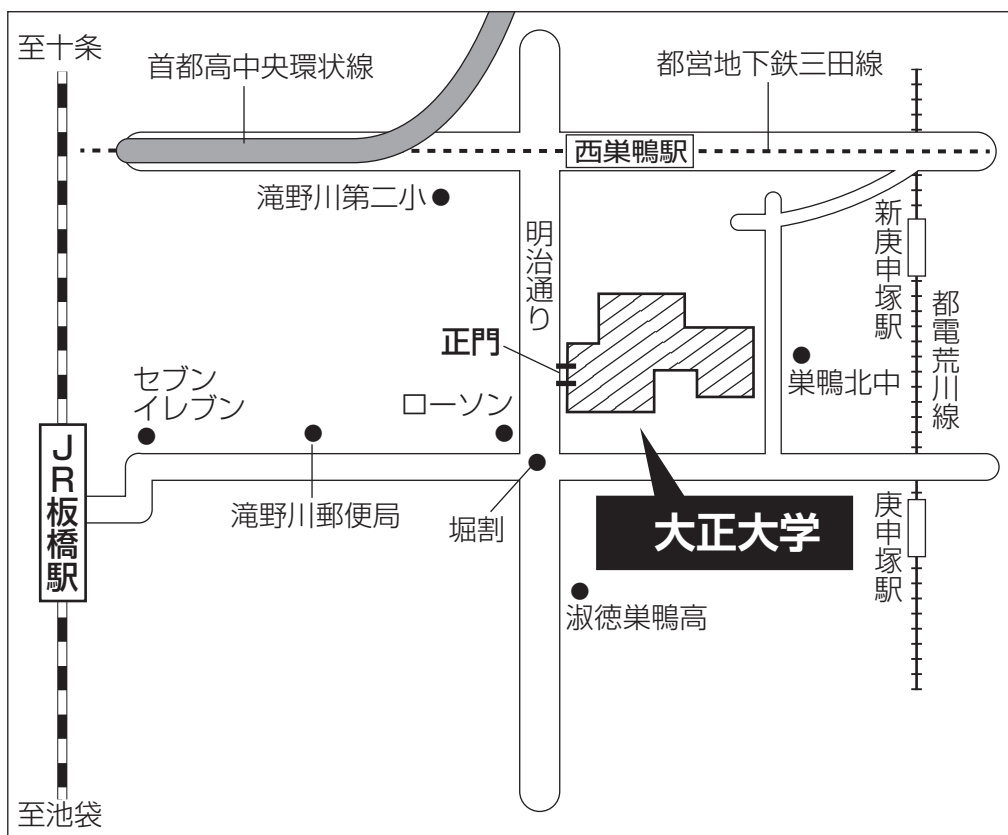 至十条
首都高中央環状線
都営地下鉄三田線
西巣鴨駅
滝野川第二小
明治通り
新庚申塚駅
都電荒川線
正門
巣鴨北中
セブン
イレブン
ローソン
JR板橋駅
滝野川郵便局
堀割
大正大学
庚申塚駅
淑徳巣鴨高
至池袋